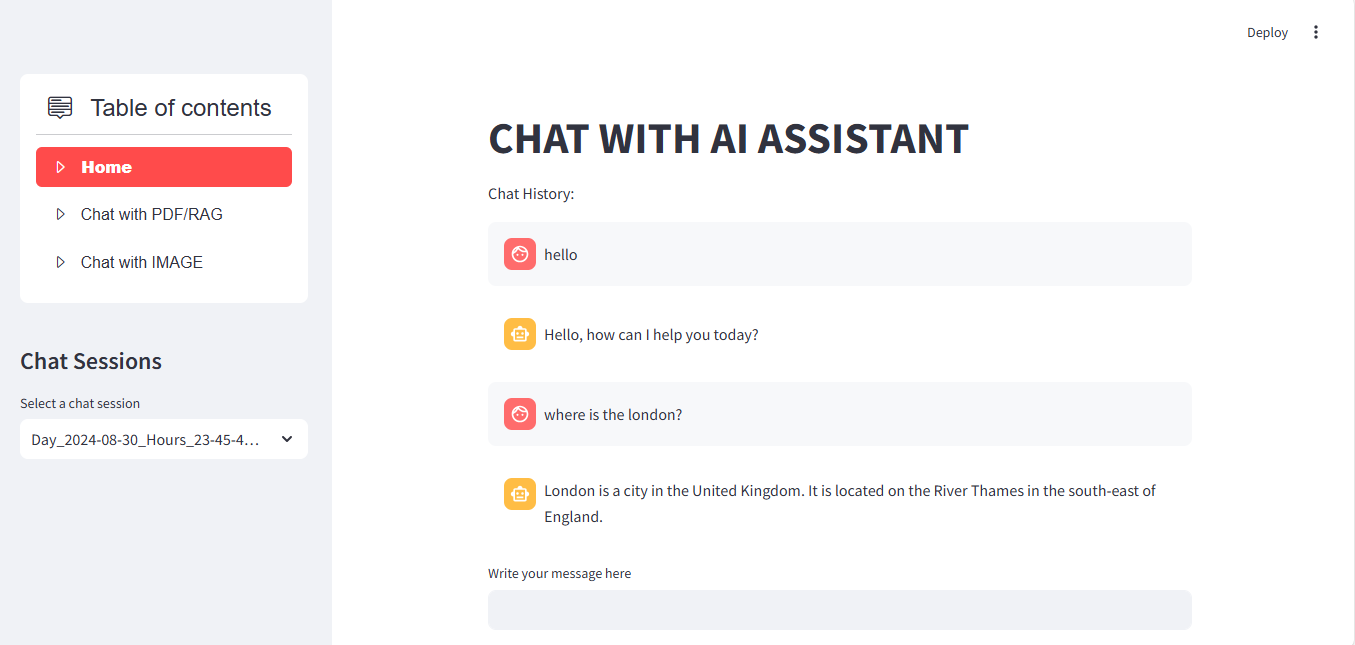 Deploy
Table of contents
Home
Chat with PDF/RAG
Chat with IMAGE
Chat Sessions
Select a chat session
Day_2024-08-30_Hours_23-45-4...
CHAT WITH AI ASSISTANT
Chat History:
hello
Hello, how can I help you today?
where is the london?
London is a city in the United Kingdom. It is located on the River Thames in the south-east of
England.
Write your message here